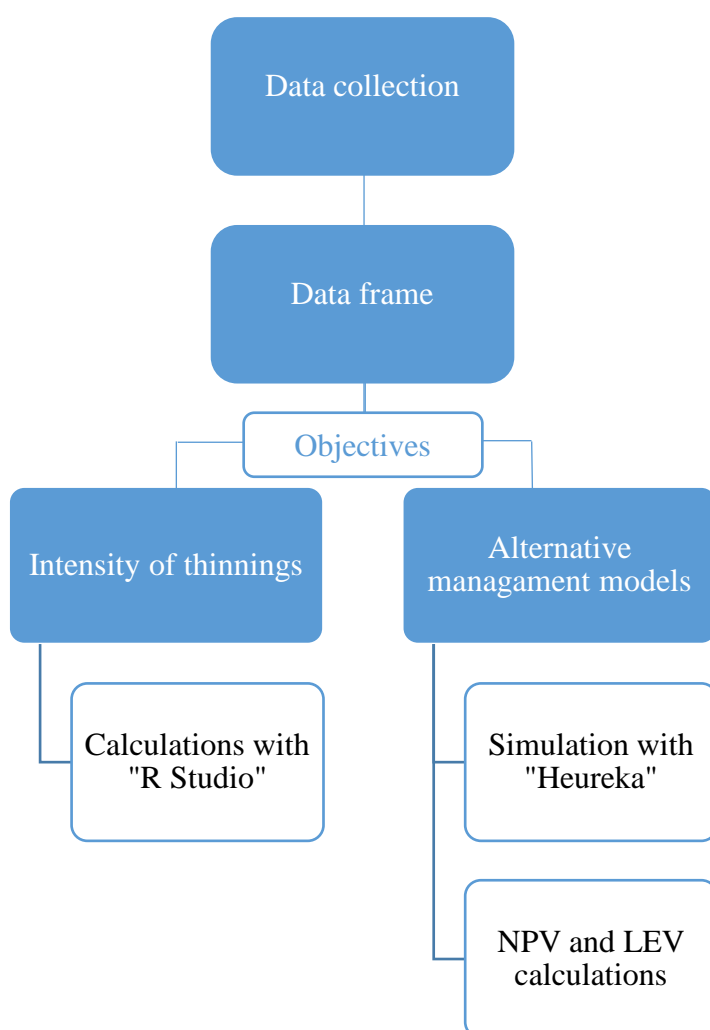 Data collection
Data frame
Objectives
Intensity of thinnings
Alternative
managament models
Calculations with
"R Studio"
Simulation with
"Heureka"
NPV and LEV
calculations